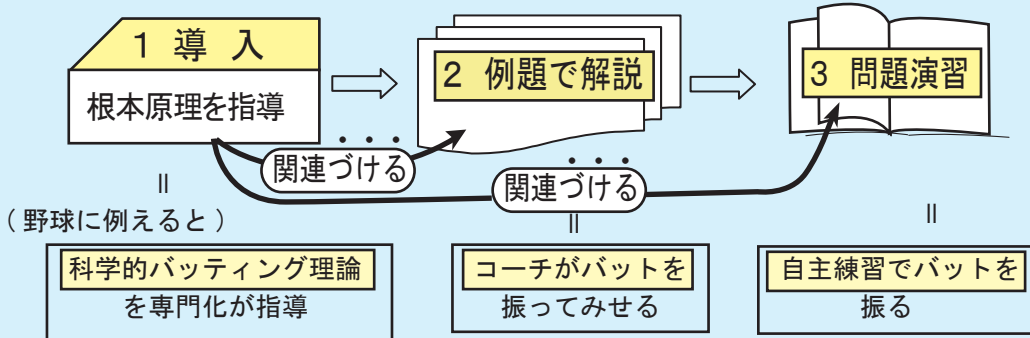 1 導 入
根本原理を指導
2 例題で解説
3 問題演習
・・・
関連づける
・・・
関連づける
=
(野球に例えると)
=
=
科学的バッティング理論
を専門化が指導
コーチがバットを
振ってみせる
自主練習でバットを
振る